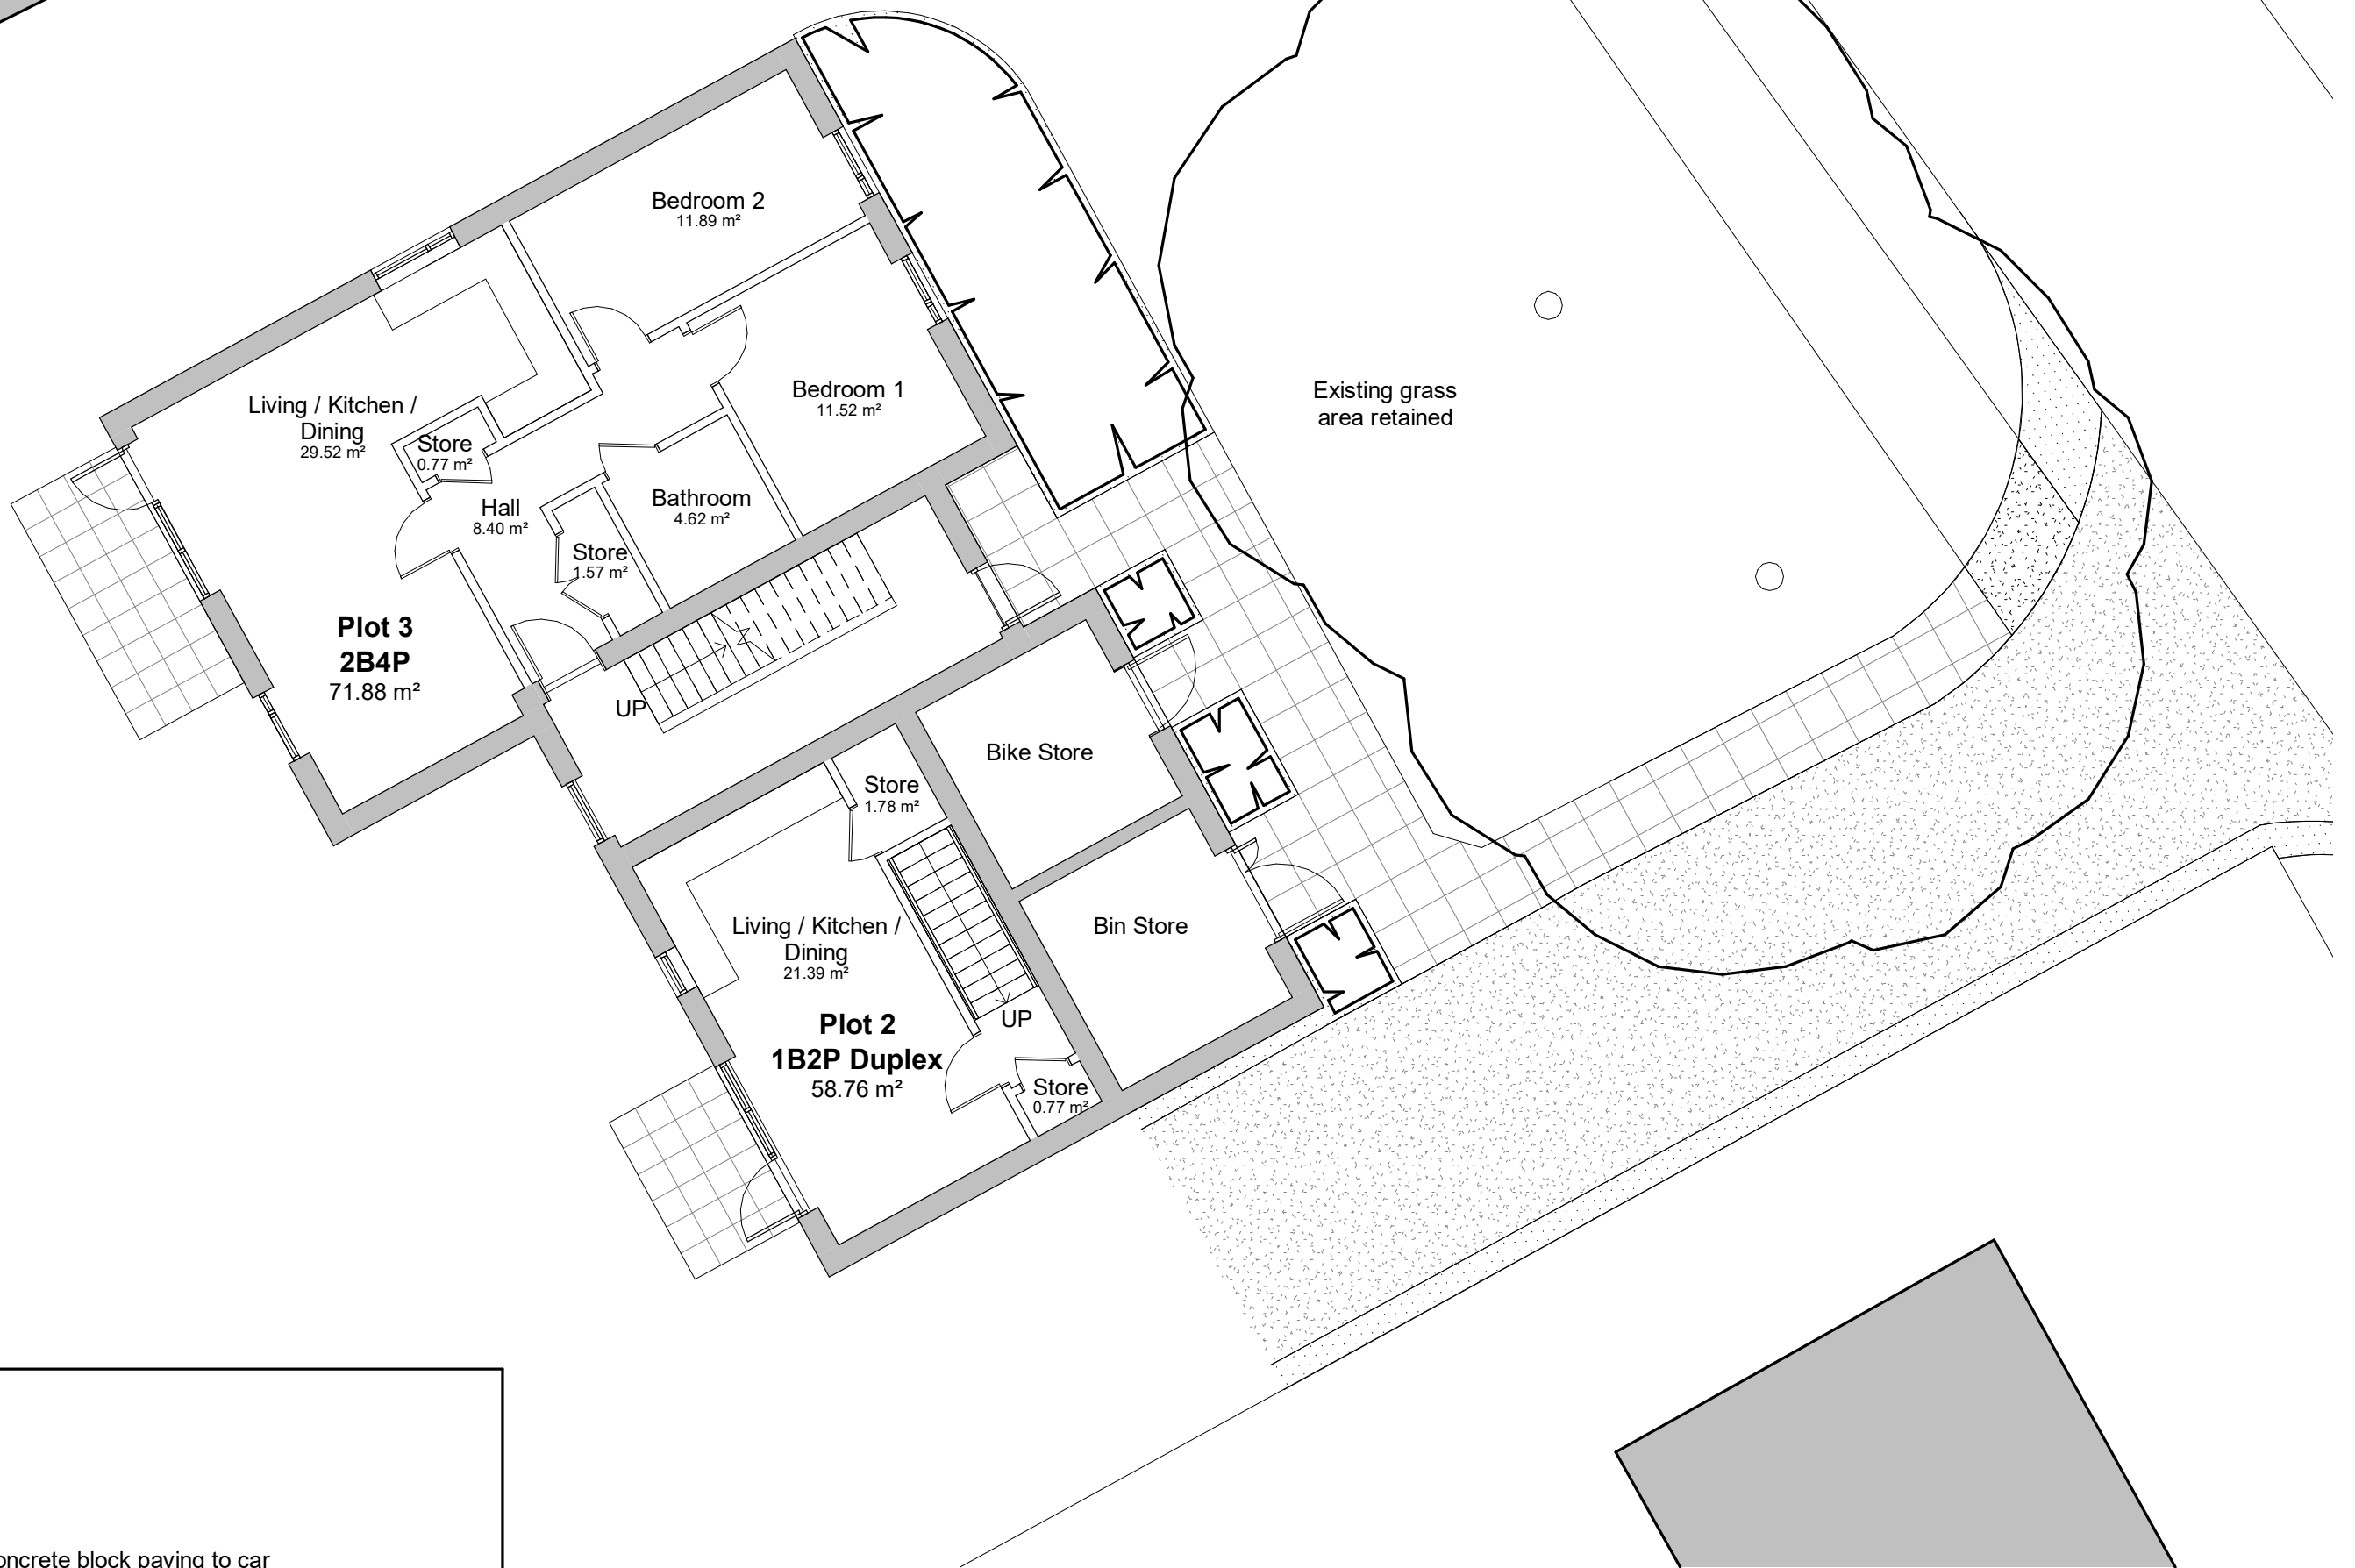 Bedroom 2
11.89 m²
Bedroom 1
11.52 m²
Existing grass
area retained
Living / Kitchen /
Dining
29.52 m²
Store
0.77 m²
Hall
8.40 m²
Bathroom
4.62 m²
Store
1.57 m²
Plot 3
2B4P
71.88 m²
UP
Bike Store
Store
1.78 m²
Living / Kitchen /
Dining
21.39 m²
Bin Store
UP
Plot 2
1B2P Duplex
58.76 m²
Store
0.77 m²
oncrete block paving to car